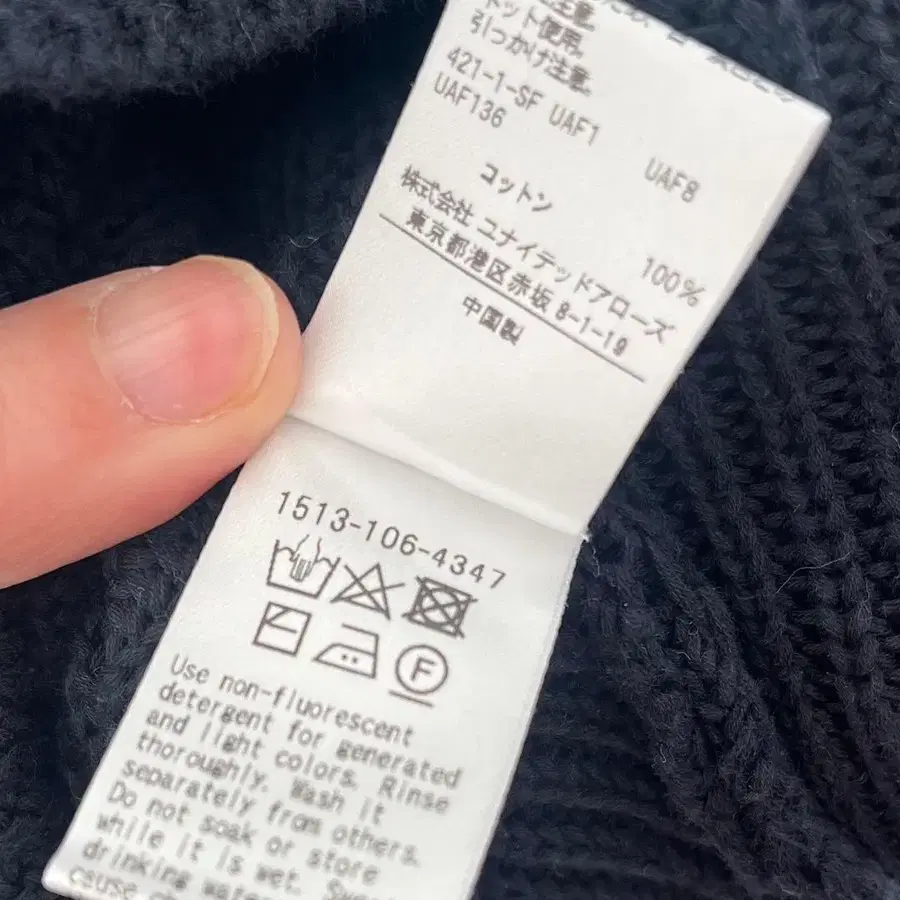 ネット使用。
引っかけ注意。
421-1-SF UAF1 UAF8
UAF136
コットン 100%
株式会社 ユナイテッドアローズ
東京都港区赤坂 8-1-19
中国製
1513-106-4347
F
Use non-fluorescent
detergent for generated
and light colors. Rinse
thoroughly. Wash it
separately from others.
Do not soak or store
while it is wet.
drinking
cause